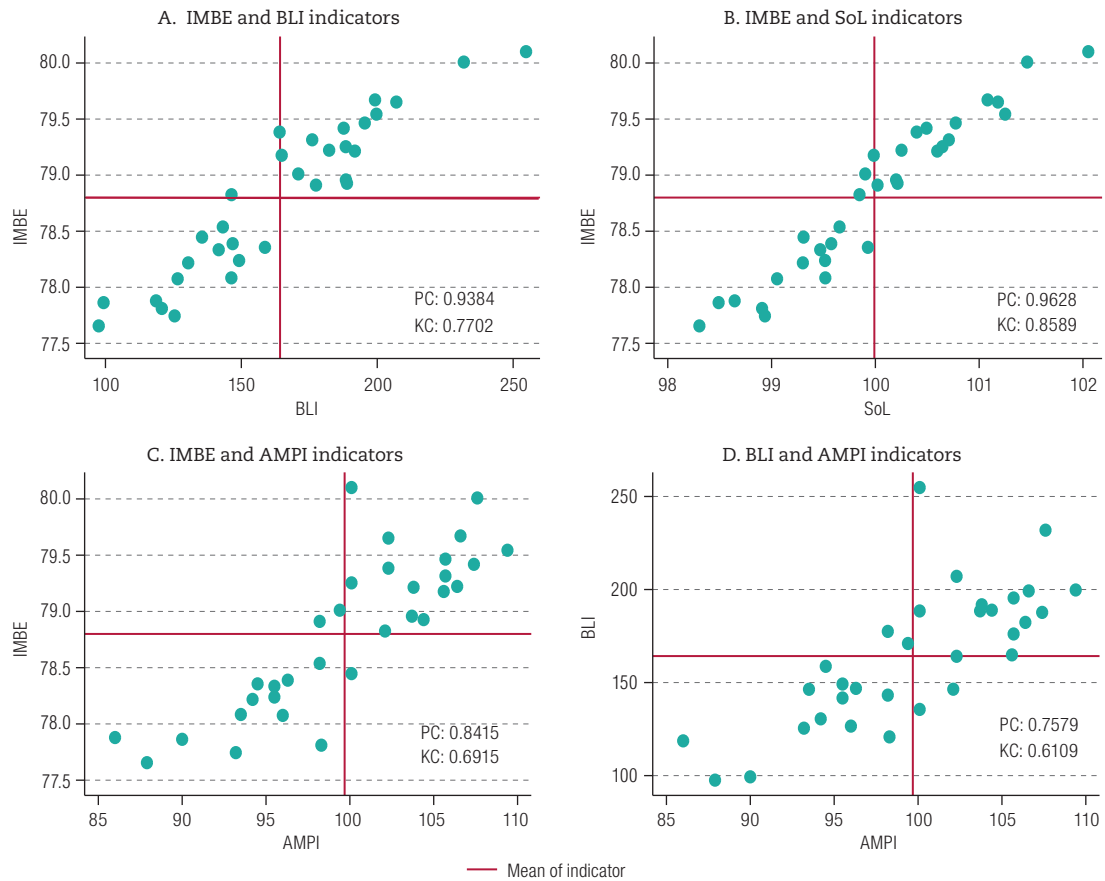 A. IMBE and BLI indicators
80.0
79.5
79.0
78.5
78.0
77.5
IMBE
100
150
200
250
BLI
PC: 0.9384
KC: 0.7702
B. IMBE and SoL indicators
80.0
79.5
79.0
78.5
78.0
77.5
IMBE
98
99
100
101
102
SoL
PC: 0.9628
KC: 0.8589
C. IMBE and AMPI indicators
80.0
79.5
79.0
78.5
78.0
77.5
IMBE
85
90
95
100
105
110
AMPI
PC: 0.8415
KC: 0.6915
D. BLI and AMPI indicators
250
200
150
100
BLI
85
90
95
100
105
110
AMPI
PC: 0.7579
KC: 0.6109
Mean of indicator